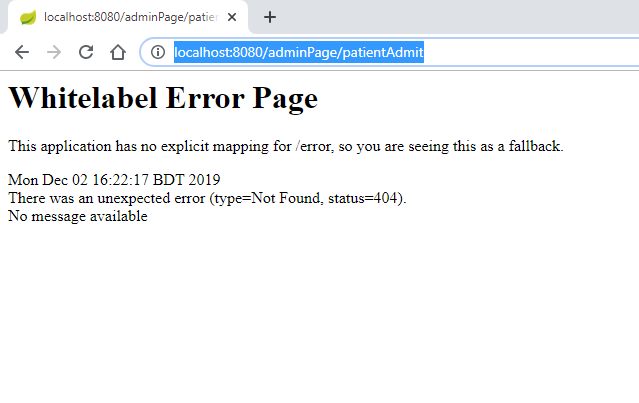 localhost:8080/adminPage/patien
localhost:8080/adminPage/patientAdmit
Whitelabel Error Page
This application has no explicit mapping for /error, so you are seeing this as a fallback.
Mon Dec 02 16:22:17 BDT 2019
There was an unexpected error (type=Not Found, status=404).
No message available